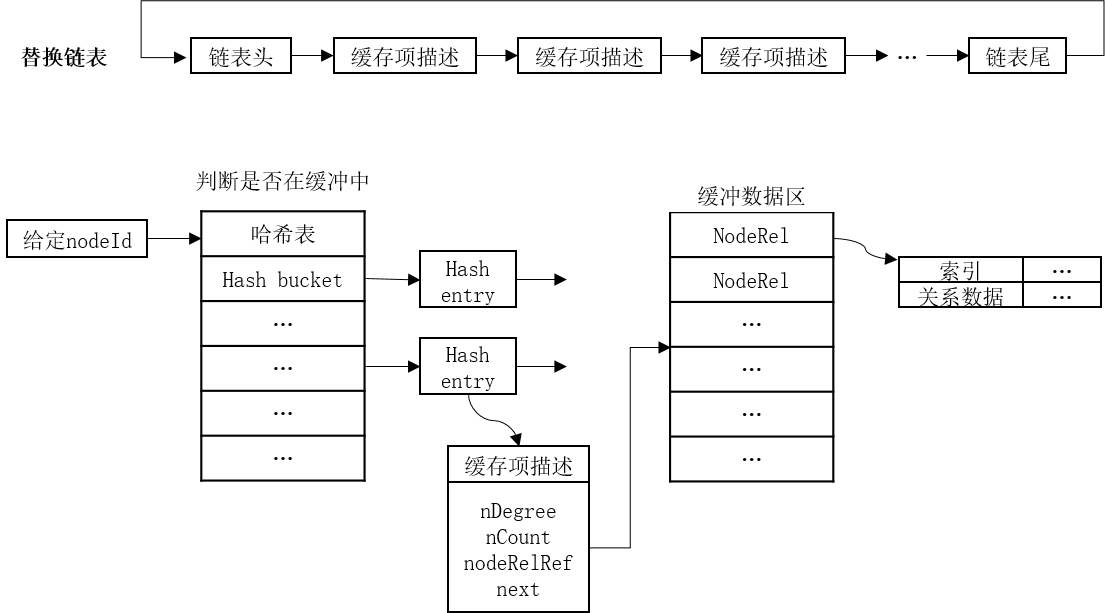 替换链表
链表头
缓存项描述
缓存项描述
缓存项描述
...
链表尾
判断是否在缓冲中
给定nodeId
哈希表
Hash bucket
...
...
...
...
Hash
entry
Hash
entry
缓存项描述
nDegree
nCount
nodeRelRef
next
缓冲数据区
NodeRel
NodeRel
...
...
...
...
索引
...
关系数据
...